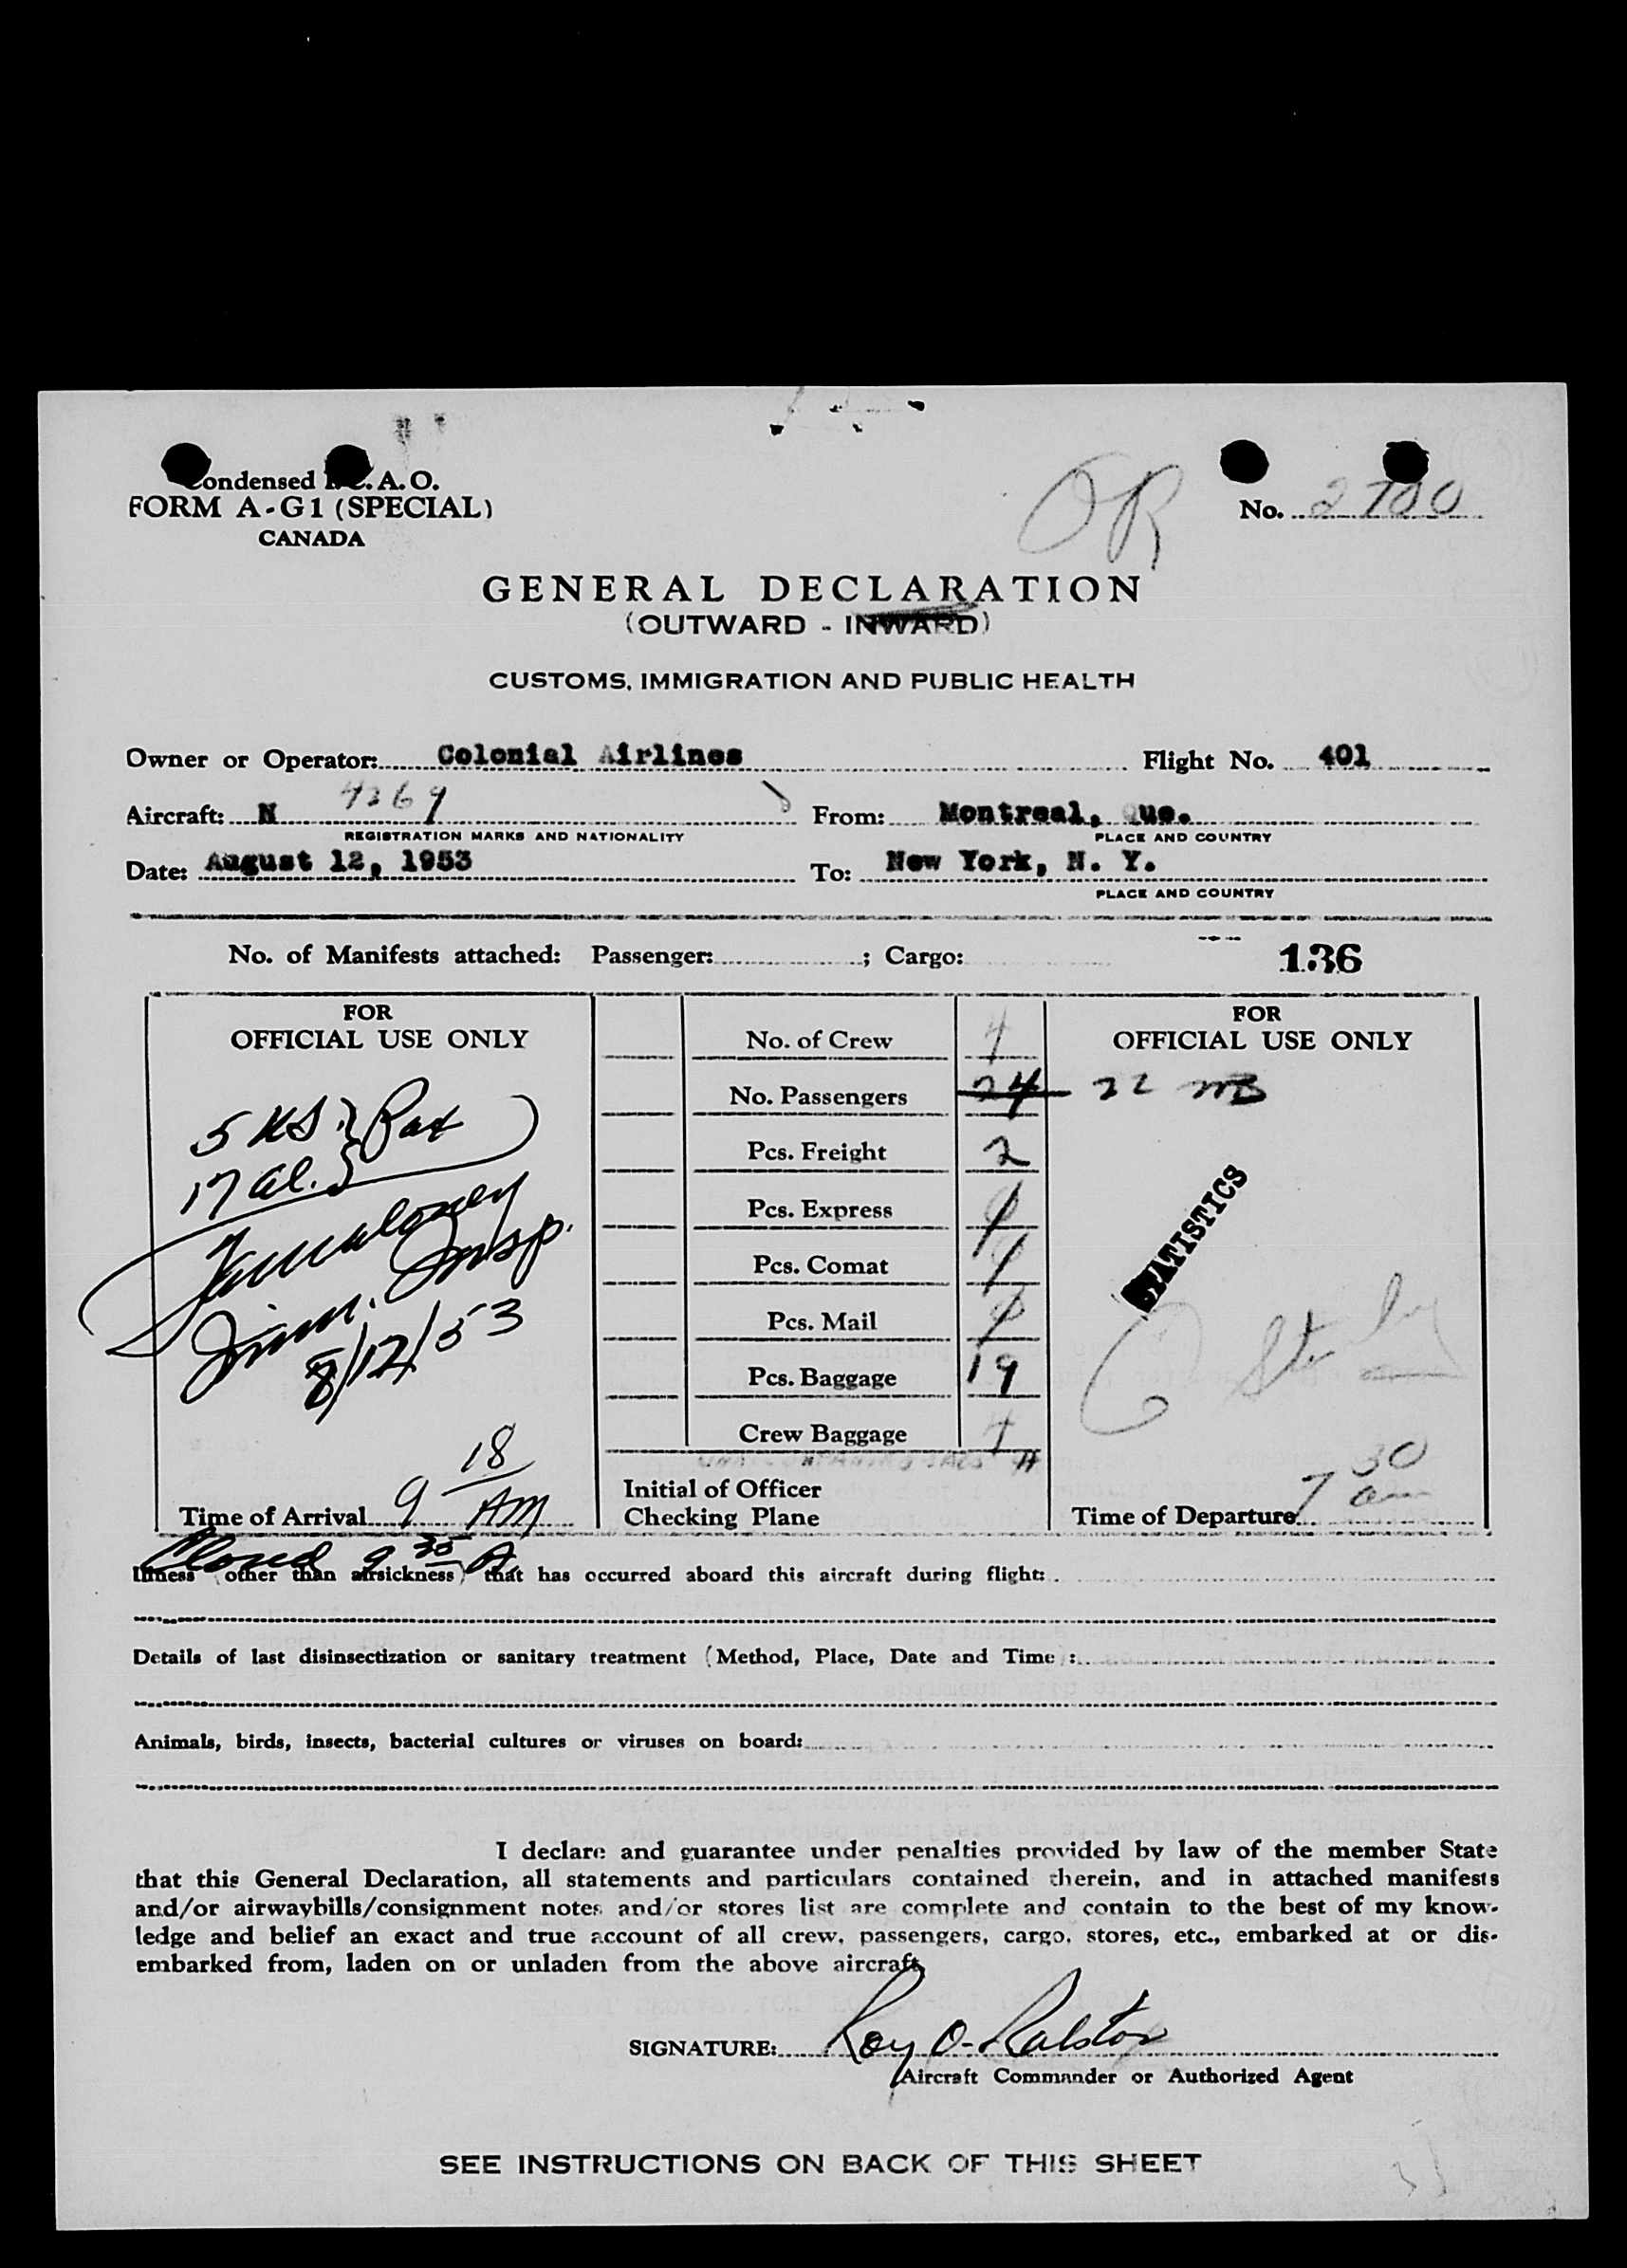 Condensed I.C.A.O.
FORM A-G1 (SPECIAL)
CANADA
OR
No. 2700
GENERAL DECLARATION
(OUTWARD - INWARD)
CUSTOMS, IMMIGRATION AND PUBLIC HEALTH
Owner or Operator: Colonial Airlines Flight No. 401
Aircraft: N 4269 From: Montreal, Que.
REGISTRATION MARKS AND NATIONALITY PLACE AND COUNTRY
Date: August 12, 1953 To: New York, N. Y.
PLACE AND COUNTRY
No. of Manifests attached: Passenger: ; Cargo: 136
FOR
OFFICIAL USE ONLY
5 US. } Pax
17 al.
Imm. Insp.
8/12/53
Time of Arrival 9 18 AM
No. of Crew 4
No. Passengers 24
Pcs. Freight 2
Pcs. Express
Pcs. Comat
Pcs. Mail
Pcs. Baggage 19
Crew Baggage 4
Initial of Officer
Checking Plane
FOR
OFFICIAL USE ONLY
22 MB
STATISTICS
Time of Departure 7 30 am
Closed 9 35 A
Illness (other than airsickness) that has occurred aboard this aircraft during flight:
Details of last disinsectization or sanitary treatment (Method, Place, Date and Time):
Animals, birds, insects, bacterial cultures or viruses on board:
I declare and guarantee under penalties provided by law of the member State
that this General Declaration, all statements and particulars contained therein, and in attached manifests
and/or airwaybills/consignment notes and/or stores list are complete and contain to the best of my know-
ledge and belief an exact and true account of all crew, passengers, cargo, stores, etc., embarked at or dis-
embarked from, laden on or unladen from the above aircraft.
SIGNATURE: Roy O. Ralston
Aircraft Commander or Authorized Agent
SEE INSTRUCTIONS ON BACK OF THIS SHEET